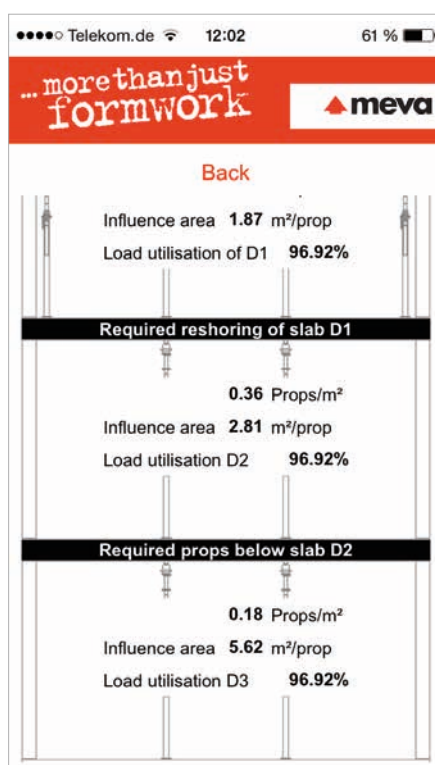 Telekom.de 12:02 61 %
... more than just
formwork
meva
Back
Influence area 1.87 m²/prop
Load utilisation of D1 96.92%
Required reshoring of slab D1
0.36 Props/m²
Influence area 2.81 m²/prop
Load utilisation D2 96.92%
Required props below slab D2
0.18 Props/m²
Influence area 5.62 m²/prop
Load utilisation D3 96.92%